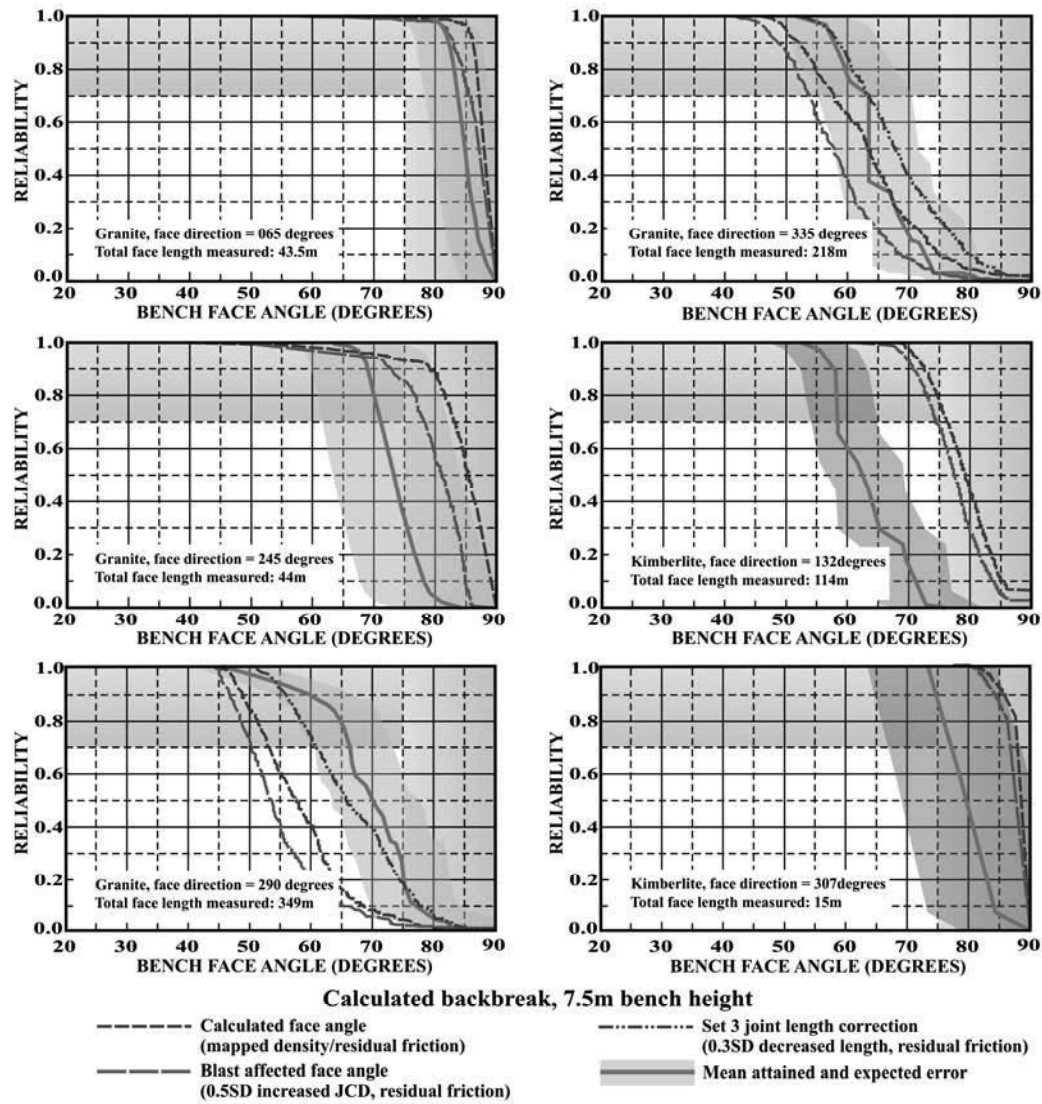 1.0
0.8
0.6
0.4
0.2
0.0
RELIABILITY
Granite, face direction = 065 degrees
Total face length measured: 43.5m
20 30 40 50 60 70 80 90
BENCH FACE ANGLE (DEGREES)
1.0
0.8
0.6
0.4
0.2
0.0
RELIABILITY
Granite, face direction = 335 degrees
Total face length measured: 218m
20 30 40 50 60 70 80 90
BENCH FACE ANGLE (DEGREES)
1.0
0.8
0.6
0.4
0.2
0.0
RELIABILITY
Granite, face direction = 245 degrees
Total face length measured: 44m
20 30 40 50 60 70 80 90
BENCH FACE ANGLE (DEGREES)
1.0
0.8
0.6
0.4
0.2
0.0
RELIABILITY
Kimberlite, face direction = 132degrees
Total face length measured: 114m
20 30 40 50 60 70 80 90
BENCH FACE ANGLE (DEGREES)
1.0
0.8
0.6
0.4
0.2
0.0
RELIABILITY
Granite, face direction = 290 degrees
Total face length measured: 349m
20 30 40 50 60 70 80 90
BENCH FACE ANGLE (DEGREES)
1.0
0.8
0.6
0.4
0.2
0.0
RELIABILITY
Kimberlite, face direction = 307degrees
Total face length measured: 15m
20 30 40 50 60 70 80 90
BENCH FACE ANGLE (DEGREES)
Calculated backbreak, 7.5m bench height
Calculated face angle
(mapped density/residual friction)
Blast affected face angle
(0.5SD increased JCD, residual friction)
Set 3 joint length correction
(0.3SD decreased length, residual friction)
Mean attained and expected error